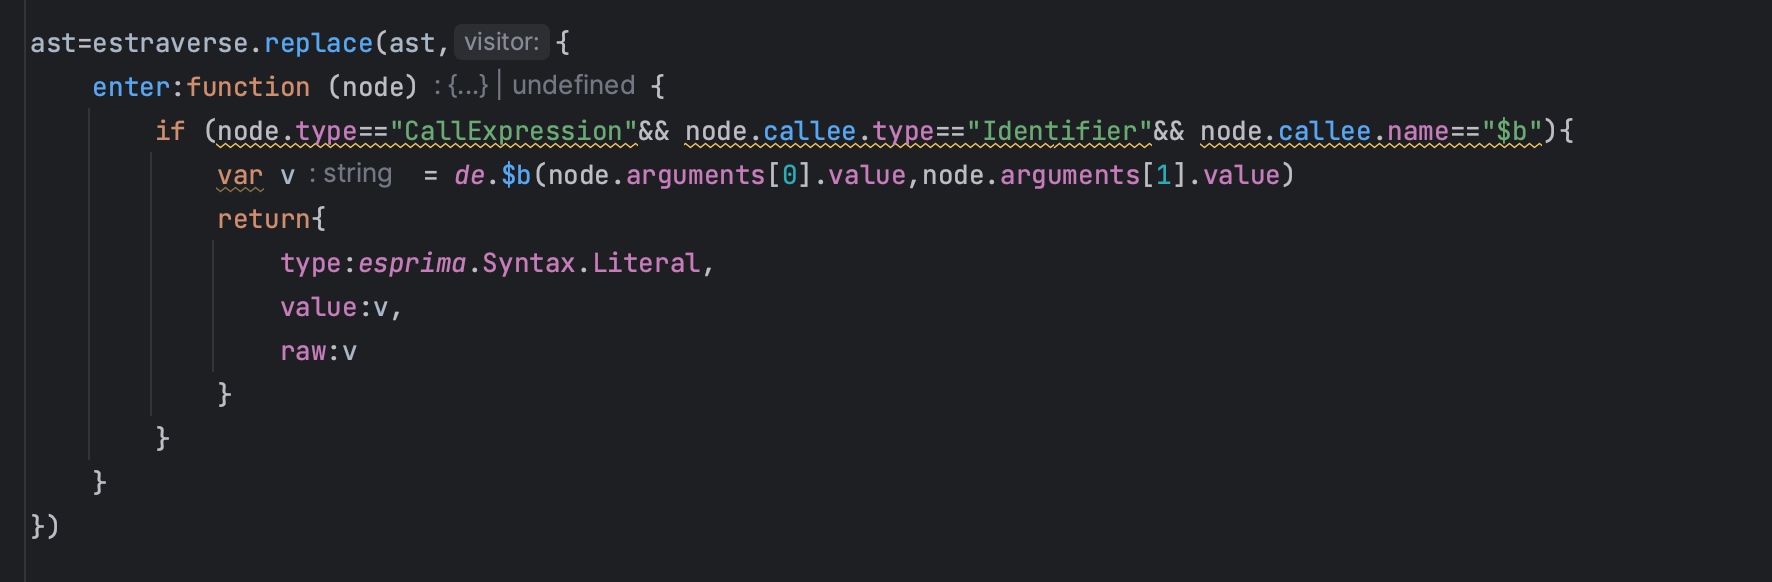 ast=estraverse.replace(ast, visitor: {
    enter:function (node) :{...}| undefined {
        if (node.type=="CallExpression"&& node.callee.type=="Identifier"&& node.callee.name=="$b"){
            var v :string  = de.$b(node.arguments[0].value,node.arguments[1].value)
            return{
                type:esprima.Syntax.Literal,
                value:v,
                raw:v
            }
        }
    }
})